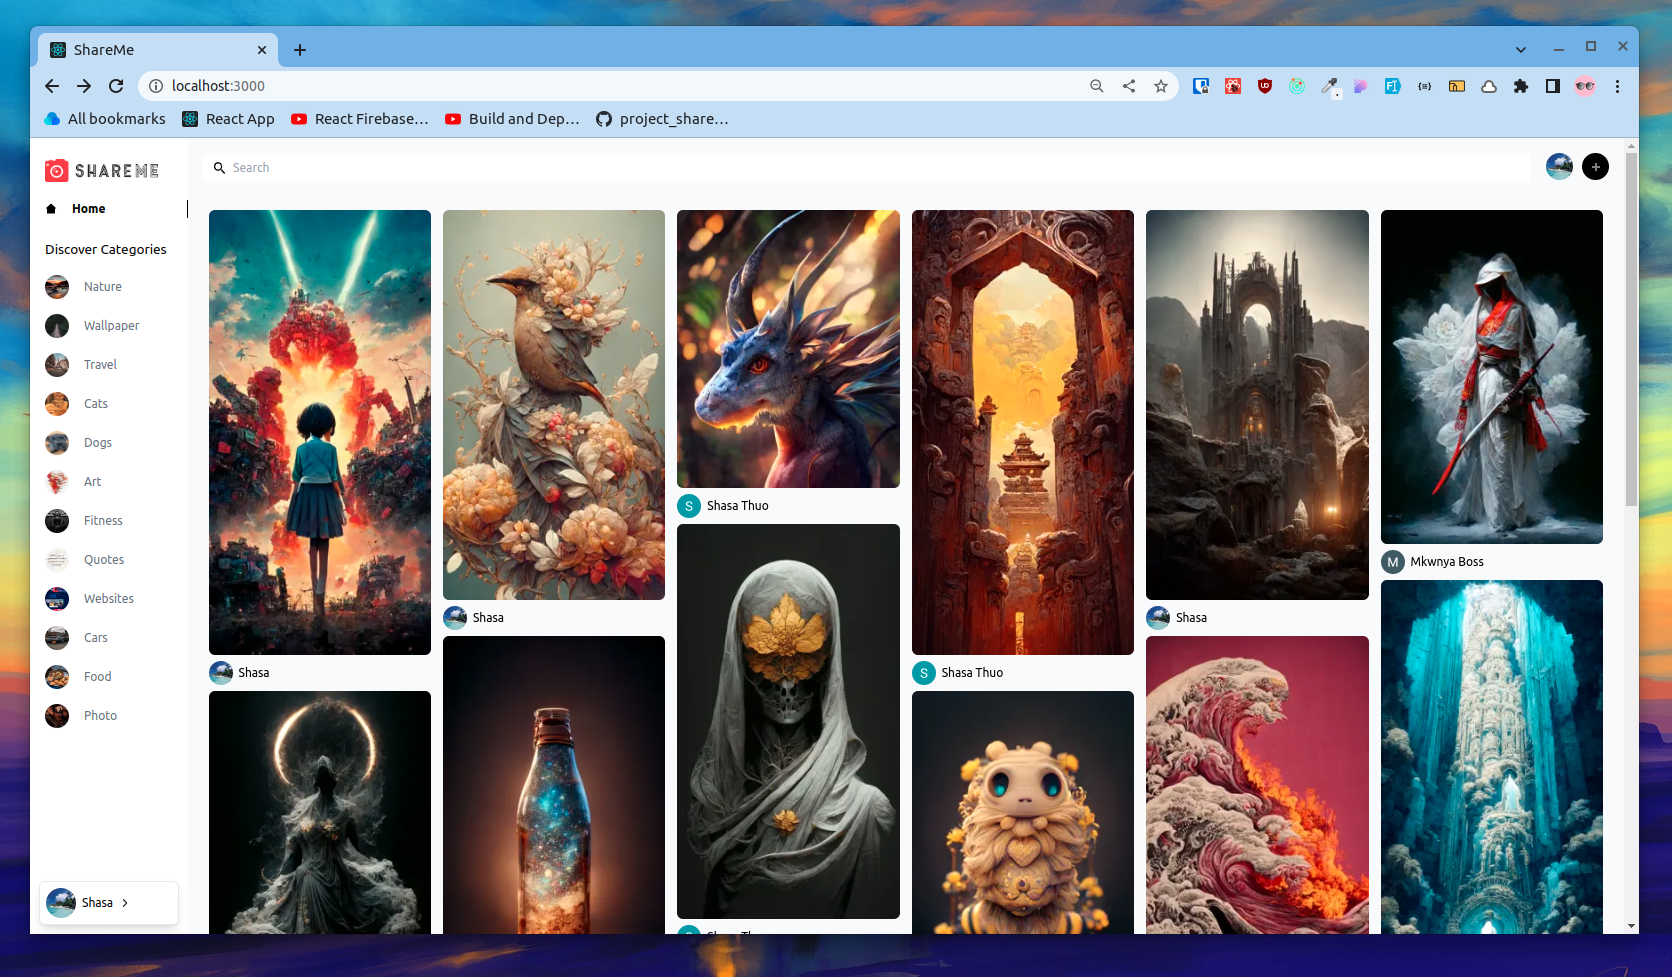 ShareMe
localhost:3000
All bookmarks
React App
React Firebase...
Build and Dep...
project_share...
SHAREME
Search
Home
Discover Categories
Nature
Wallpaper
Travel
Cats
Dogs
Art
Fitness
Quotes
Websites
Cars
Food
Photo
Shasa
Shasa
Shasa
S
Shasa Thuo
S
Shasa Thuo
Shasa
M
Mkwnya Boss